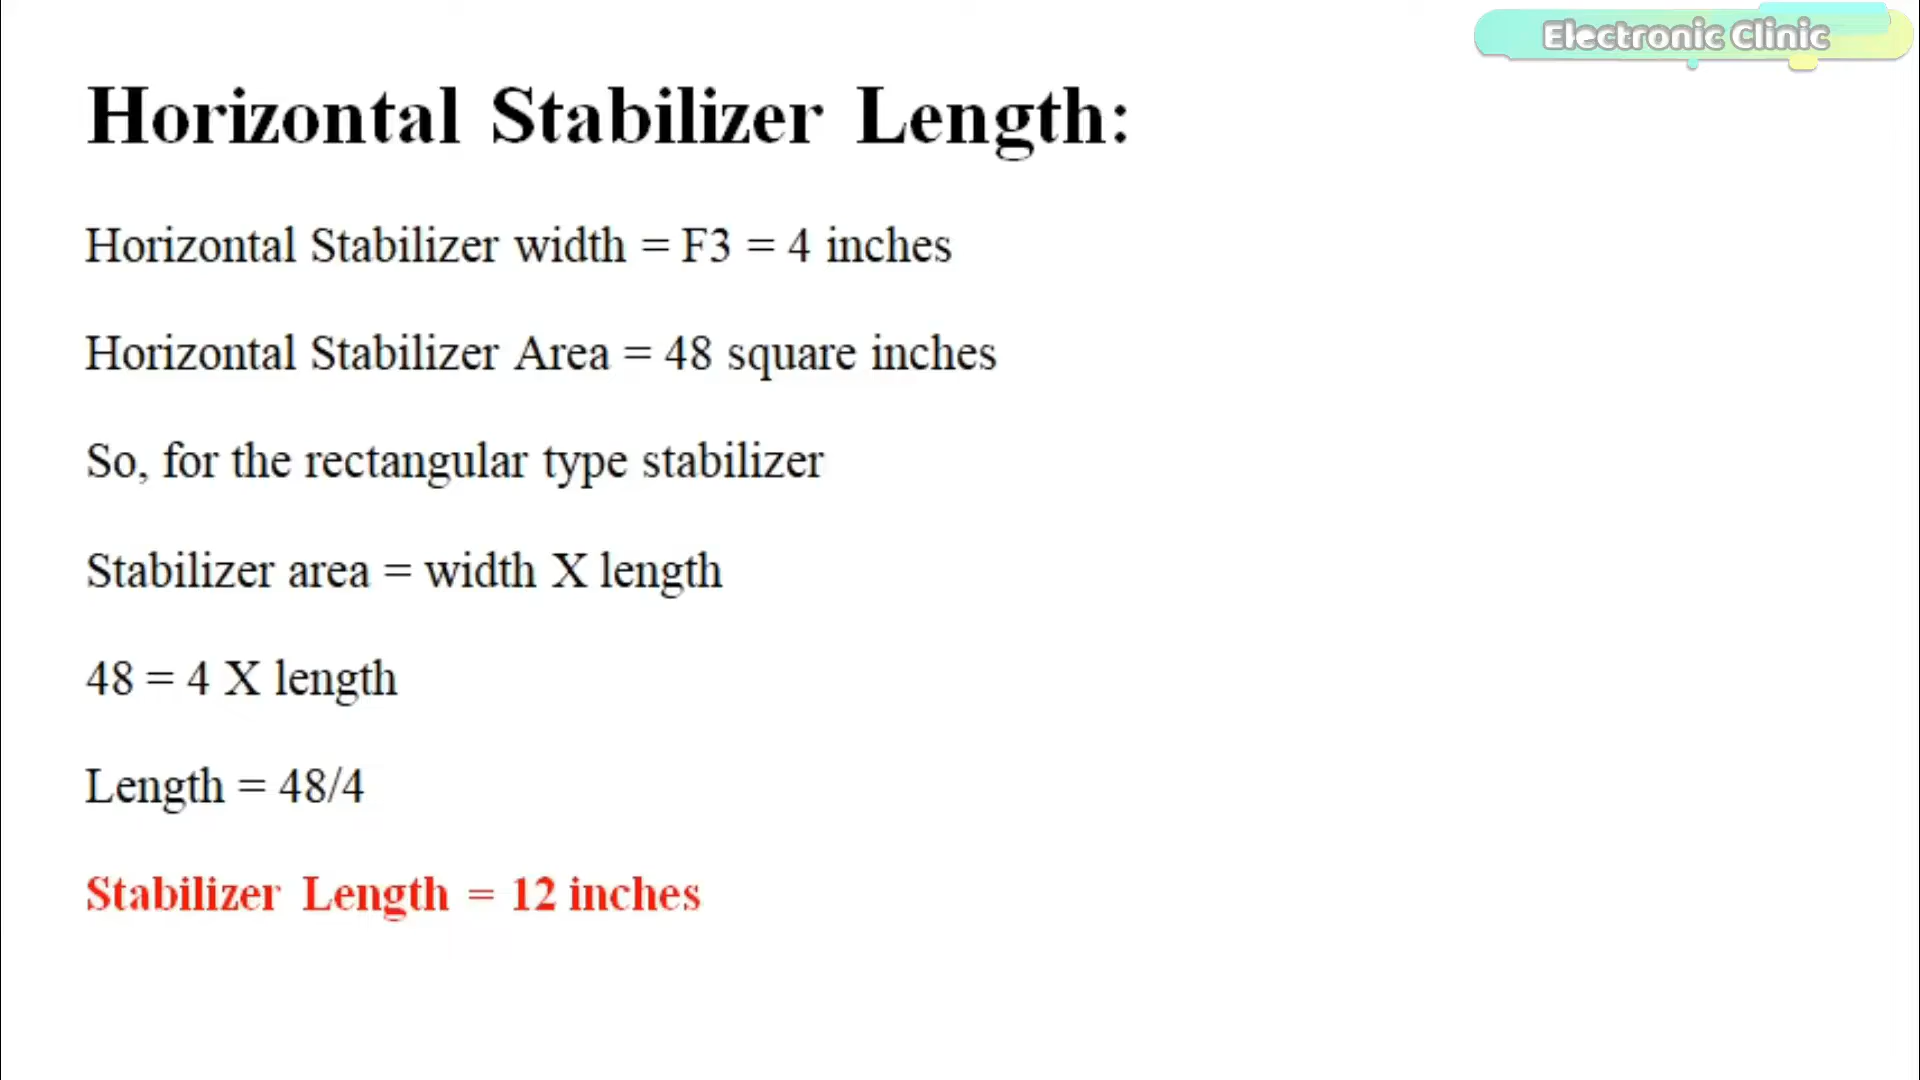 Electronic Clinic
Horizontal Stabilizer Length:
Horizontal Stabilizer width = F3 = 4 inches
Horizontal Stabilizer Area = 48 square inches
So, for the rectangular type stabilizer
Stabilizer area = width X length
48 = 4 X length
Length = 48/4
Stabilizer Length = 12 inches